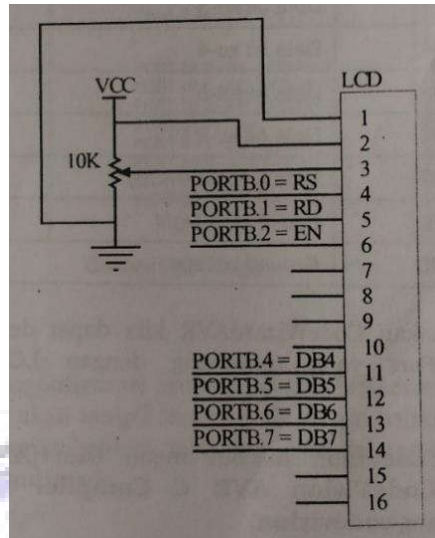 LCD
VCC
1
2
10K
3
PORTB.0 = RS
4
PORTB.1 = RD
5
PORTB.2 = EN
6
7
8
9
10
PORTB.4 = DB4
11
PORTB.5 = DB5
12
PORTB.6 = DB6
13
PORTB.7 = DB7
14
15
16